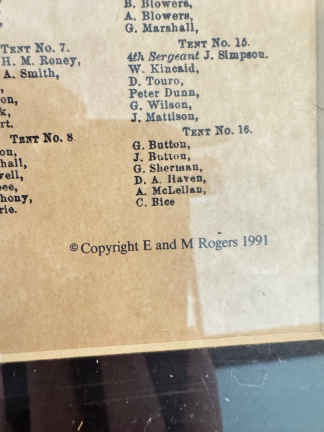 B. Blowers,
A. Blowers,
G. Marshall,
TENT No. 7.
H. M. Roney,
A. Smith,
TENT No. 15.
4th Sergeant J. Simpson.
W. Kincaid,
D. Touro,
Peter Dunn,
G. Wilson,
J. Mattison,
TENT No. 8
TENT No. 16.
G. Button,
J. Button,
G. Sherman,
D. A. Haven,
A. McLellan,
C. Rice
© Copyright E and M Rogers 1991